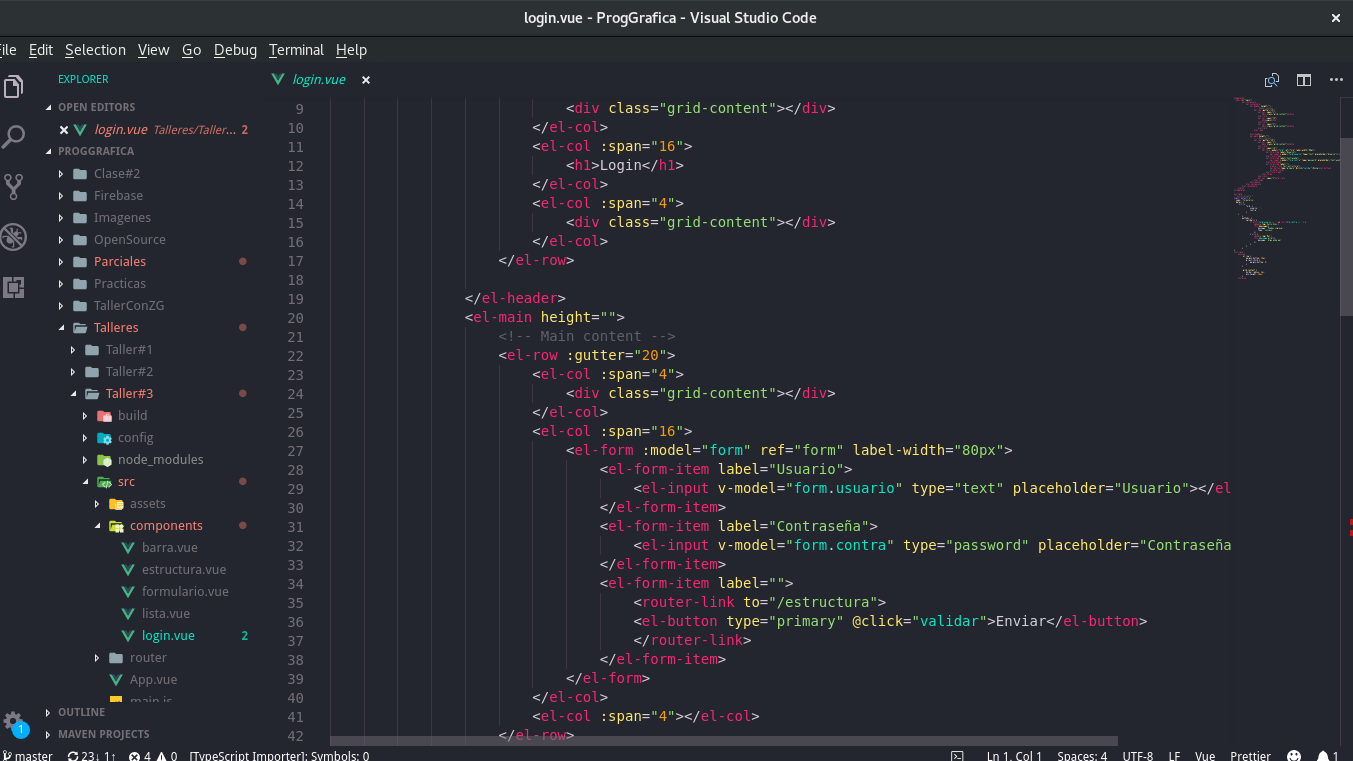 login.vue - ProgGrafica - Visual Studio Code
File Edit Selection View Go Debug Terminal Help
EXPLORER
OPEN EDITORS
login.vue Talleres/Taller... 2
PROGGRAFICA
Clase#2
Firebase
Imagenes
OpenSource
Parciales
Practicas
TallerConZG
Talleres
Taller#1
Taller#2
Taller#3
build
config
node_modules
src
assets
components
barra.vue
estructura.vue
formulario.vue
lista.vue
login.vue 2
router
App.vue
main.js
OUTLINE
MAVEN PROJECTS
1
login.vue
9 <div class="grid-content"></div>
10 </el-col>
11 <el-col :span="16">
12 <h1>Login</h1>
13 </el-col>
14 <el-col :span="4">
15 <div class="grid-content"></div>
16 </el-col>
17 </el-row>
18
19 </el-header>
20 <el-main height="">
21 <!-- Main content -->
22 <el-row :gutter="20">
23 <el-col :span="4">
24 <div class="grid-content"></div>
25 </el-col>
26 <el-col :span="16">
27 <el-form :model="form" ref="form" label-width="80px">
28 <el-form-item label="Usuario">
29 <el-input v-model="form.usuario" type="text" placeholder="Usuario"></el
30 </el-form-item>
31 <el-form-item label="Contraseña">
32 <el-input v-model="form.contra" type="password" placeholder="Contraseña
33 </el-form-item>
34 <el-form-item label="">
35 <router-link to="/estructura">
36 <el-button type="primary" @click="validar">Enviar</el-button>
37 </router-link>
38 </el-form-item>
39 </el-form>
40 </el-col>
41 <el-col :span="4"></el-col>
42 </el-row>
master 23↓ 1↑ 4 0 [TypeScript Importer]: Symbols: 0 Ln 1, Col 1 Spaces: 4 UTF-8 LF Vue Prettier 1